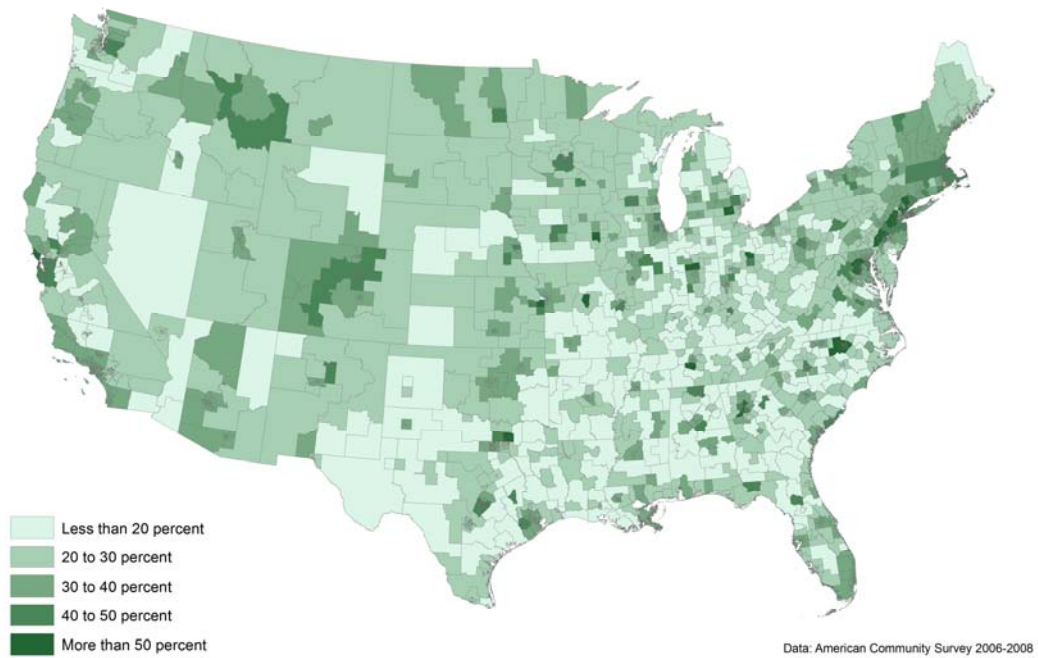 Less than 20 percent
20 to 30 percent
30 to 40 percent
40 to 50 percent
More than 50 percent
Data: American Community Survey 2006-2008